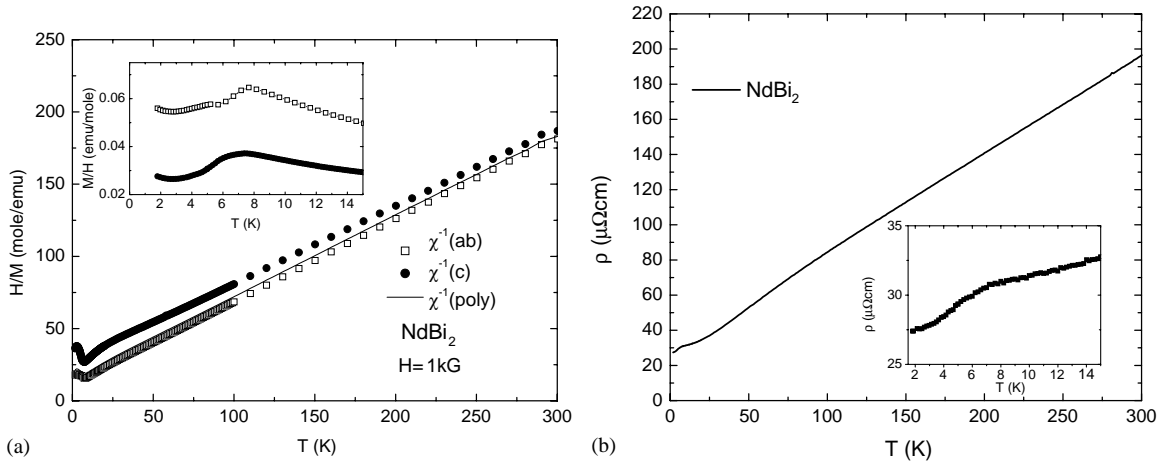 250
200
150
100
50
0
H/M (mole/emu)
0 50 100 150 200 250 300
T (K)
0.06
0.04
0.02
M/H (emu/mole)
2 4 6 8 10 12 14
T (K)
χ⁻¹(ab)
χ⁻¹(c)
χ⁻¹(poly)
NdBi₂
H= 1kG
(a)
220
200
180
160
140
120
100
80
60
40
20
0
ρ (μΩcm)
0 50 100 150 200 250 300
T (K)
NdBi₂
35
30
25
ρ (μΩcm)
2 4 6 8 10 12 14
T (K)
(b)